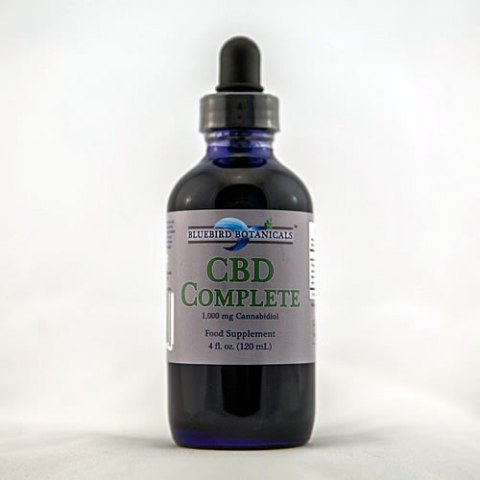 BLUEBIRD BOTANICALS
CBD
COMPLETE
1,000 mg Cannabidiol
Food Supplement
4 fl. oz. (120 mL)